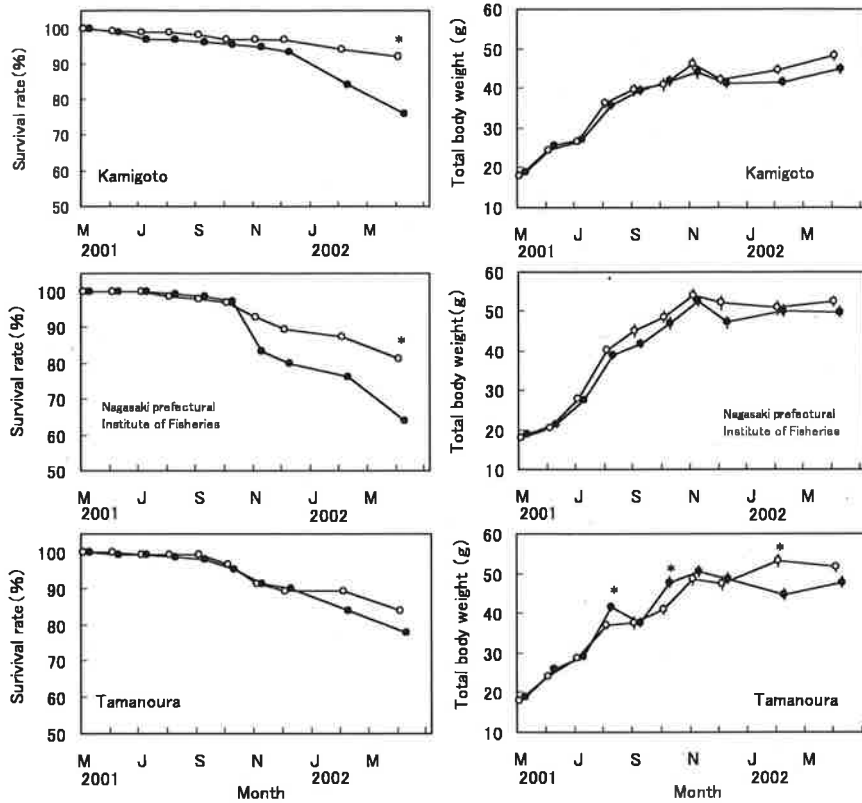 Survival rate(%)
100
90
80
70
60
50
*
Kamigoto
M J S N M
2001 2002
Total body weight (g)
60
50
40
30
20
10
Kamigoto
M J S N M
2001 2002
Survival rate (%)
100
90
80
70
60
50
*
Nagasaki prefectural
Institute of Fisheries
M J S N M
2001 2002
Total body weight(g)
60
50
40
30
20
10
Nagasaki prefectural
Institute of Fisheries
M J S N M
2001 2002
Surivival rate (%)
100
90
80
70
60
50
Tamanoura
M J S N M
2001 2002
Month
Total body weight (g)
60
50
40
30
20
10
* * *
Tamanoura
M J S N M
2001 2002
Month